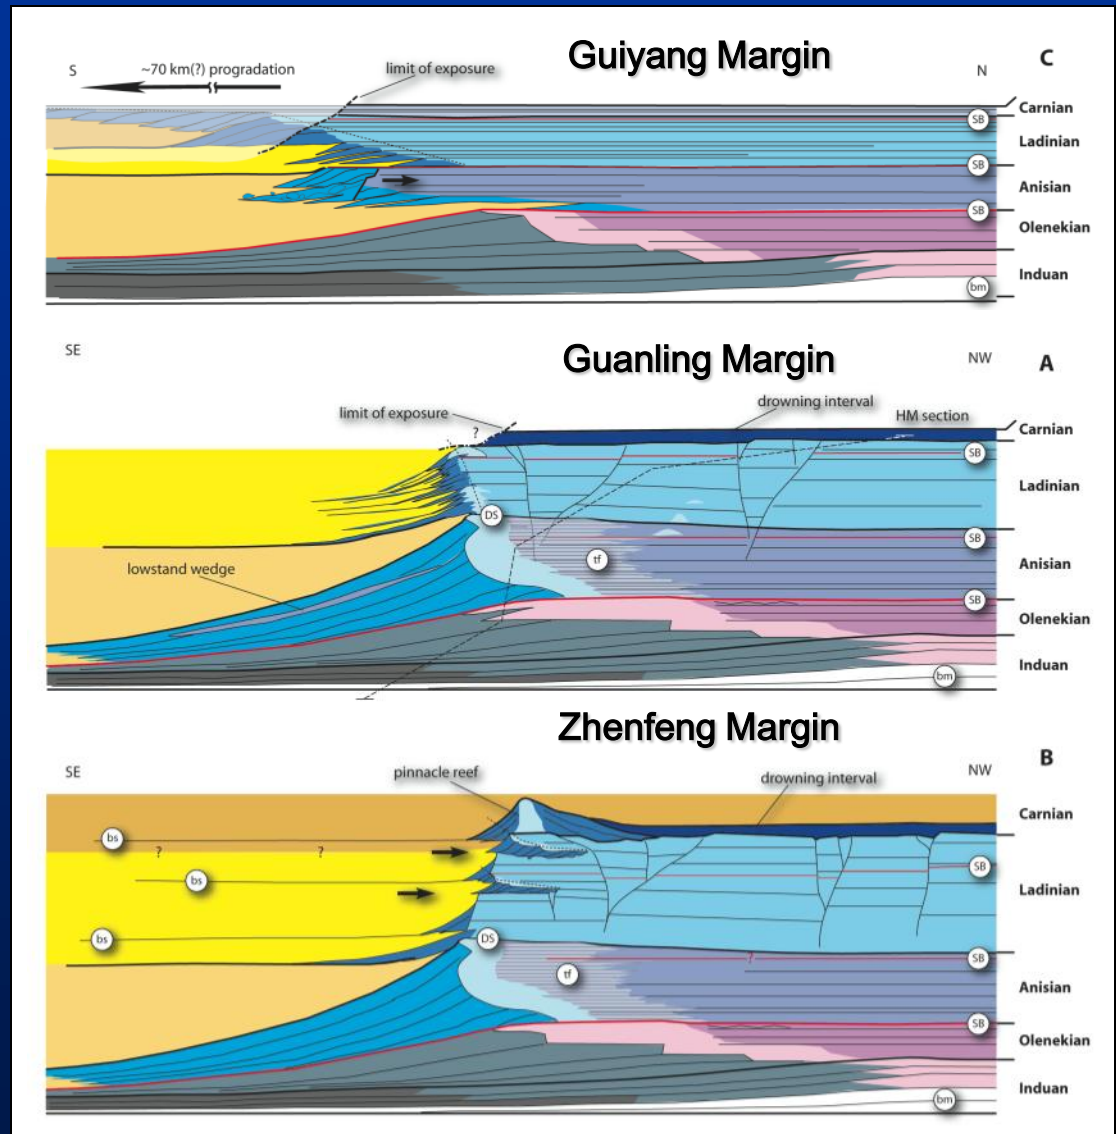 Guiyang Margin
C
S
~70 km(?) progradation
limit of exposure
N
Carnian
SB
Ladinian
SB
Anisian
SB
Olenekian
Induan
bm
SE
Guanling Margin
NW
A
limit of exposure
drowning interval
HM section
?
Carnian
SB
Ladinian
DS
SB
tf
Anisian
lowstand wedge
SB
Olenekian
Induan
bm
Zhenfeng Margin
B
SE
pinnacle reef
drowning interval
NW
Carnian
bs
?
?
SB
bs
Ladinian
bs
DS
SB
?
tf
Anisian
SB
Olenekian
Induan
bm